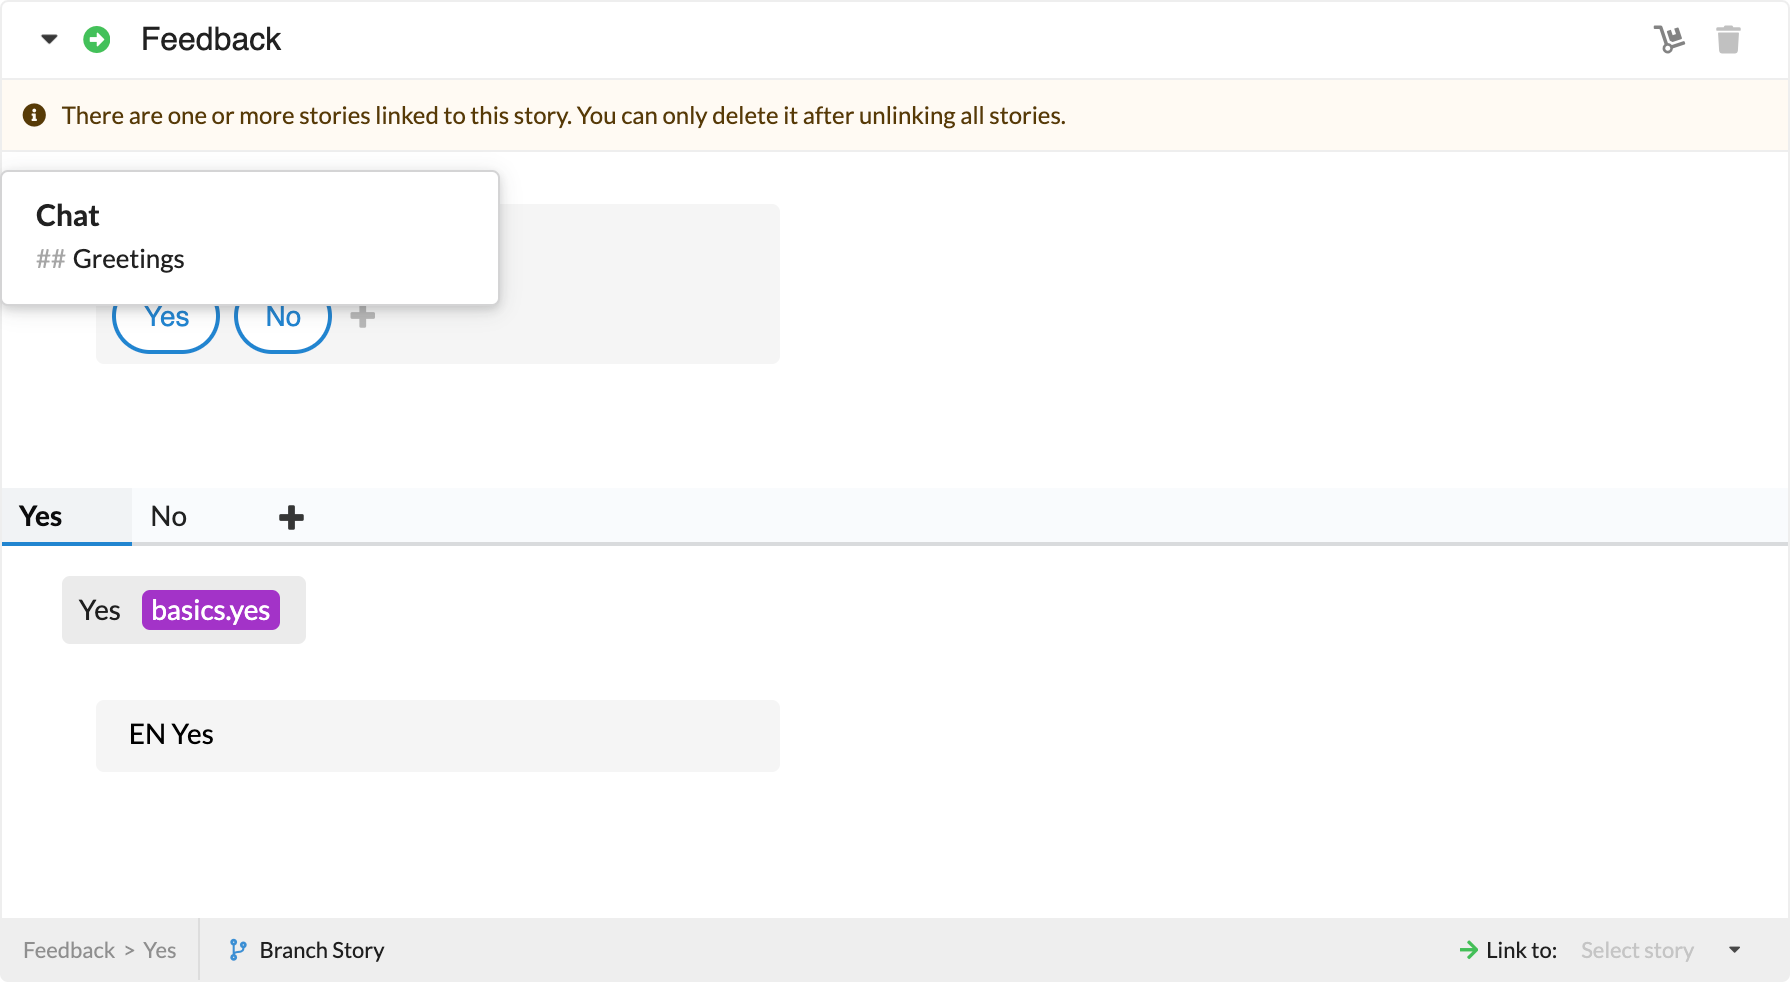 Feedback
There are one or more stories linked to this story. You can only delete it after unlinking all stories.
Chat
## Greetings
Yes No
Yes No
Yes basics.yes
EN Yes
Feedback > Yes Branch Story Link to: Select story